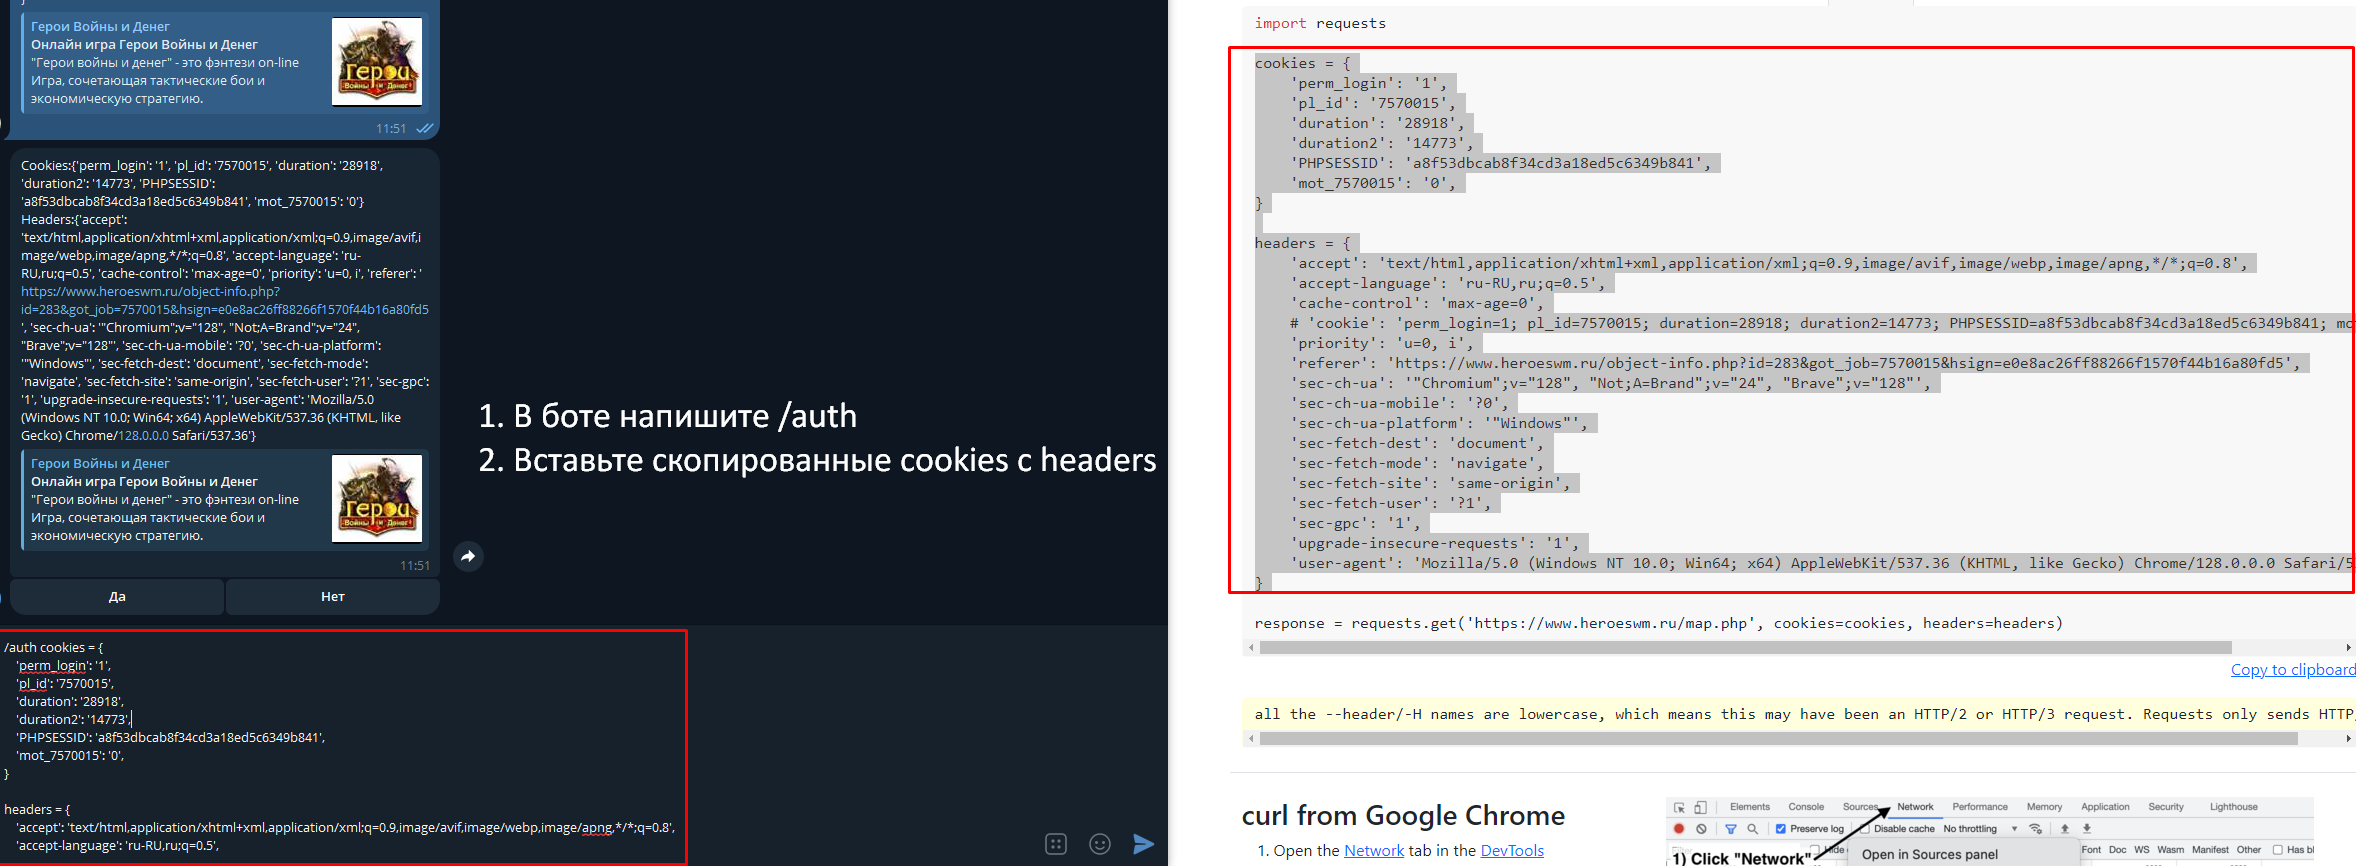 }
Герои Войны и Денег
Онлайн игра Герои Войны и Денег
"Герои войны и денег" - это фэнтези on-line
Игра, сочетающая тактические бои и
экономическую стратегию.
11:51
Cookies:{'perm_login': '1', 'pl_id': '7570015', 'duration': '28918',
'duration2': '14773', 'PHPSESSID':
'a8f53dbcab8f34cd3a18ed5c6349b841', 'mot_7570015': '0'}
Headers:{'accept':
'text/html,application/xhtml+xml,application/xml;q=0.9,image/avif,i
mage/webp,image/apng,*/*;q=0.8', 'accept-language': 'ru-
RU,ru;q=0.5', 'cache-control': 'max-age=0', 'priority': 'u=0, i', 'referer': '
https://www.heroeswm.ru/object-info.php?
id=283&got_job=7570015&hsign=e0e8ac26ff88266f1570f44b16a80fd5
', 'sec-ch-ua': '"Chromium";v="128", "Not;A=Brand";v="24",
"Brave";v="128"', 'sec-ch-ua-mobile': '?0', 'sec-ch-ua-platform':
'"Windows"', 'sec-fetch-dest': 'document', 'sec-fetch-mode':
'navigate', 'sec-fetch-site': 'same-origin', 'sec-fetch-user': '?1', 'sec-gpc':
'1', 'upgrade-insecure-requests': '1', 'user-agent': 'Mozilla/5.0
(Windows NT 10.0; Win64; x64) AppleWebKit/537.36 (KHTML, like
Gecko) Chrome/128.0.0.0 Safari/537.36'}
Герои Войны и Денег
Онлайн игра Герои Войны и Денег
"Герои войны и денег" - это фэнтези on-line
Игра, сочетающая тактические бои и
экономическую стратегию.
11:51
Да
Нет
1. В боте напишите /auth
2. Вставьте скопированные cookies с headers
/auth cookies = {
'perm_login': '1',
'pl_id': '7570015',
'duration': '28918',
'duration2': '14773',
'PHPSESSID': 'a8f53dbcab8f34cd3a18ed5c6349b841',
'mot_7570015': '0',
}
headers = {
'accept': 'text/html,application/xhtml+xml,application/xml;q=0.9,image/avif,image/webp,image/apng,*/*;q=0.8',
'accept-language': 'ru-RU,ru;q=0.5',
import requests
cookies = {
'perm_login': '1',
'pl_id': '7570015',
'duration': '28918',
'duration2': '14773',
'PHPSESSID': 'a8f53dbcab8f34cd3a18ed5c6349b841',
'mot_7570015': '0',
}
headers = {
'accept': 'text/html,application/xhtml+xml,application/xml;q=0.9,image/avif,image/webp,image/apng,*/*;q=0.8',
'accept-language': 'ru-RU,ru;q=0.5',
'cache-control': 'max-age=0',
# 'cookie': 'perm_login=1; pl_id=7570015; duration=28918; duration2=14773; PHPSESSID=a8f53dbcab8f34cd3a18ed5c6349b841; mo
'priority': 'u=0, i',
'referer': 'https://www.heroeswm.ru/object-info.php?id=283&got_job=7570015&hsign=e0e8ac26ff88266f1570f44b16a80fd5',
'sec-ch-ua': '"Chromium";v="128", "Not;A=Brand";v="24", "Brave";v="128"',
'sec-ch-ua-mobile': '?0',
'sec-ch-ua-platform': '"Windows"',
'sec-fetch-dest': 'document',
'sec-fetch-mode': 'navigate',
'sec-fetch-site': 'same-origin',
'sec-fetch-user': '?1',
'sec-gpc': '1',
'upgrade-insecure-requests': '1',
'user-agent': 'Mozilla/5.0 (Windows NT 10.0; Win64; x64) AppleWebKit/537.36 (KHTML, like Gecko) Chrome/128.0.0.0 Safari/5
}
response = requests.get('https://www.heroeswm.ru/map.php', cookies=cookies, headers=headers)
Copy to clipboard
all the --header/-H names are lowercase, which means this may have been an HTTP/2 or HTTP/3 request. Requests only sends HTTP
curl from Google Chrome
1. Open the Network tab in the DevTools
Elements Console Sources Network Performance Memory Application Security Lighthouse
Preserve log Disable cache No throttling
1) Click "Network"
Open in Sources panel
Font Doc WS Wasm Manifest Other Has bl